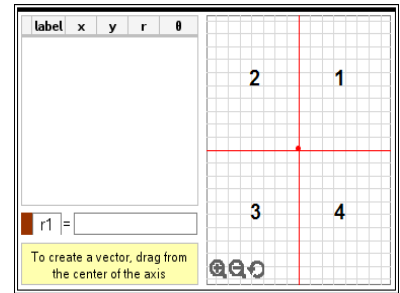 label x y r θ
2 1
3 4
r1 =
To create a vector, drag from
the center of the axis